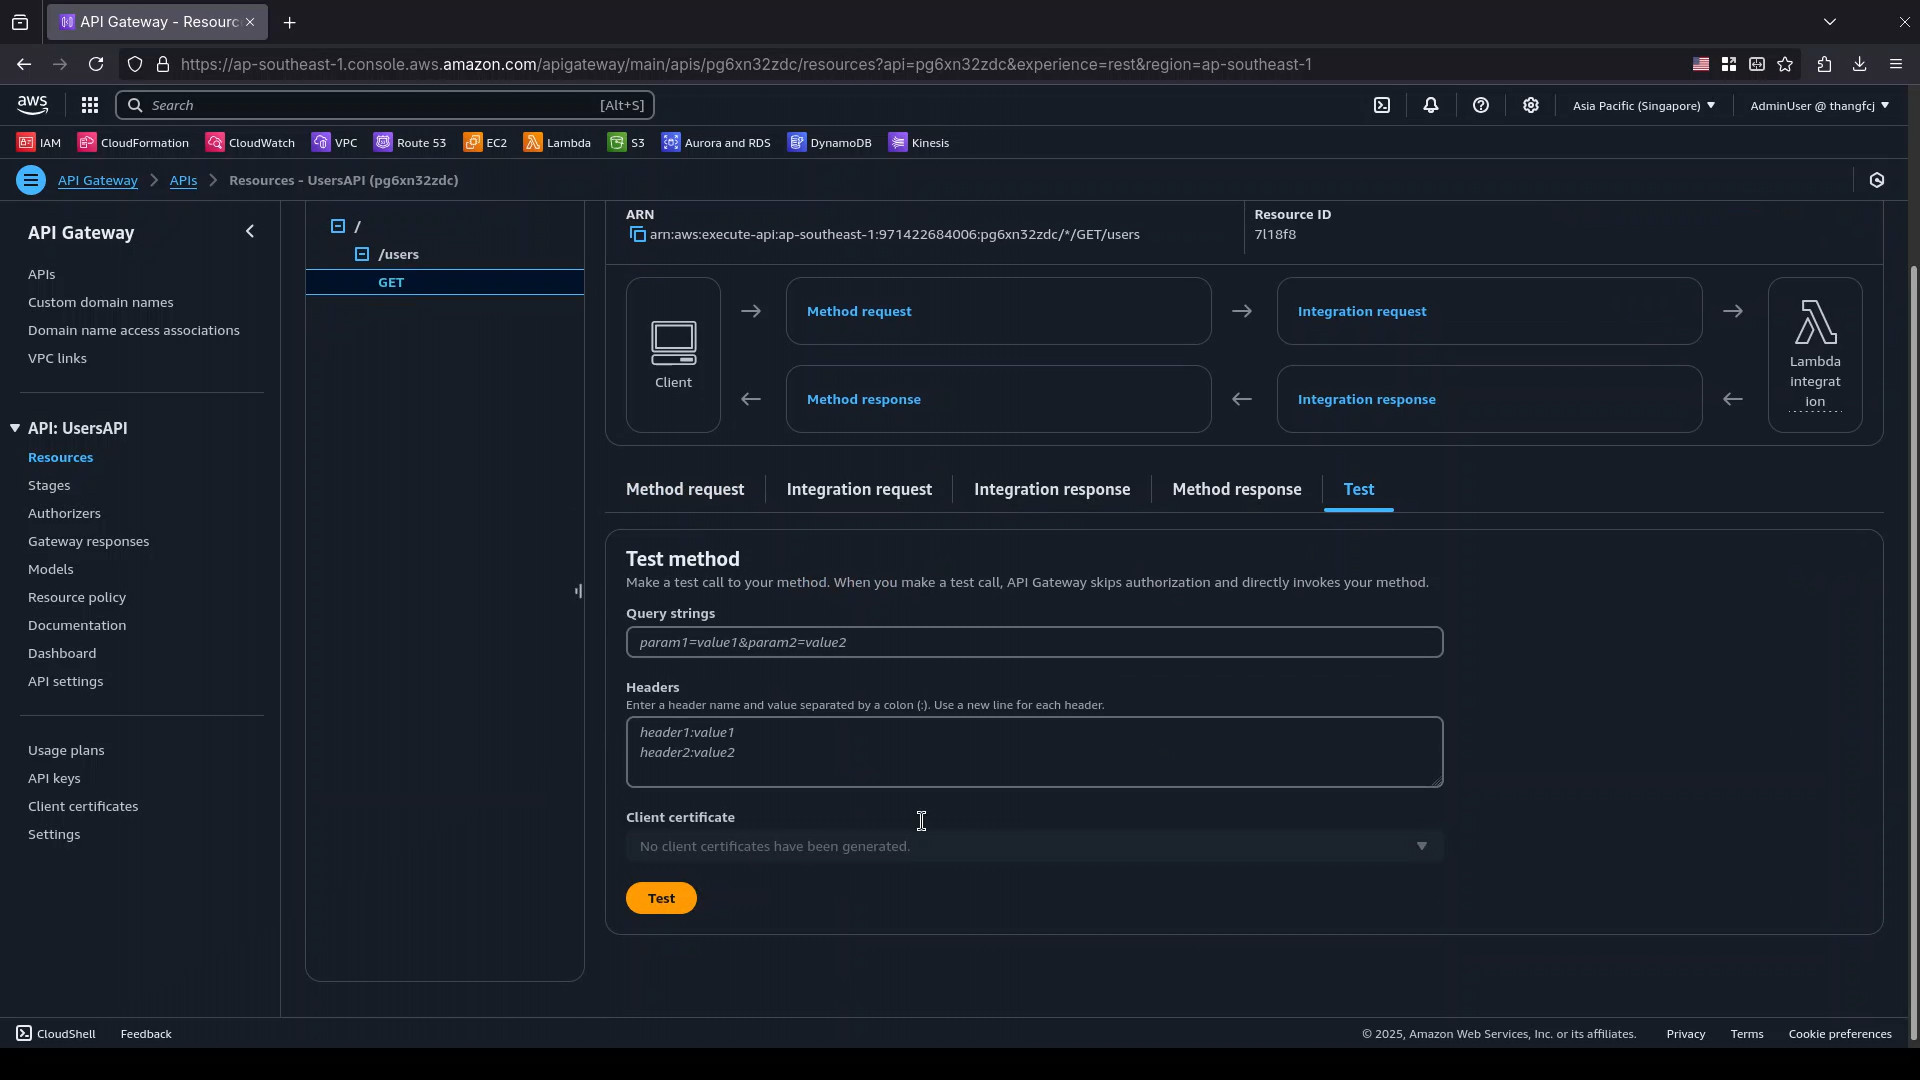 API Gateway - Resourc
https://ap-southeast-1.console.aws.amazon.com/apigateway/main/apis/pg6xn32zdc/resources?api=pg6xn32zdc&experience=rest&region=ap-southeast-1
aws
Search
[Alt+S]
Asia Pacific (Singapore)
AdminUser @ thangfcj
IAM
CloudFormation
CloudWatch
VPC
Route 53
EC2
Lambda
S3
Aurora and RDS
DynamoDB
Kinesis
API Gateway
APIs
Resources - UsersAPI (pg6xn32zdc)
API Gateway
APIs
Custom domain names
Domain name access associations
VPC links
API: UsersAPI
Resources
Stages
Authorizers
Gateway responses
Models
Resource policy
Documentation
Dashboard
API settings
Usage plans
API keys
Client certificates
Settings
/
/users
GET
ARN
arn:aws:execute-api:ap-southeast-1:971422684006:pg6xn32zdc/*/GET/users
Resource ID
7l18f8
Client
Method request
Integration request
Method response
Integration response
Lambda
integrat
ion
Method request
Integration request
Integration response
Method response
Test
Test method
Make a test call to your method. When you make a test call, API Gateway skips authorization and directly invokes your method.
Query strings
param1=value1&param2=value2
Headers
Enter a header name and value separated by a colon (:). Use a new line for each header.
header1:value1
header2:value2
Client certificate
No client certificates have been generated.
Test
CloudShell
Feedback
© 2025, Amazon Web Services, Inc. or its affiliates.
Privacy
Terms
Cookie preferences